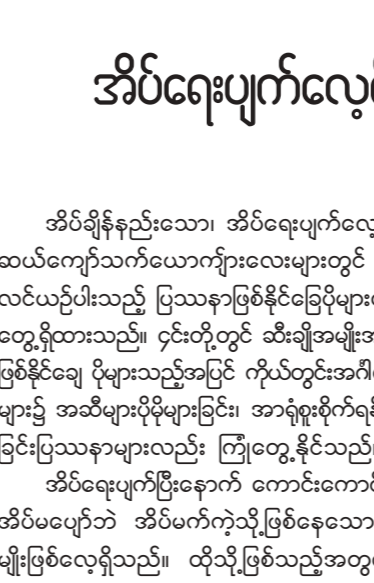 အိပ်ရေးပျက်လေ့
အိပ်ချိန်နည်းသော၊ အိပ်ရေးပျက်လေ့
ဆယ်ကျော်သက်ယောကျ်ားလေးများတွင်
လင်ယဉ်ပါးသည့် ပြဿနာဖြစ်နိုင်ခြေပိုများ
တွေ့ရှိထားသည်။ ၄င်းတို့တွင် ဆီးချိုအမျိုး
ဖြစ်နိုင်ချေ ပိုများသည့်အပြင် ကိုယ်တွင်းအင်္ဂါ
များ၌ အဆီများပိုမိုများခြင်း၊ အာရုံစူးစိုက်ရန်
ခြင်းပြဿနာများလည်း ကြုံတွေ့နိုင်သည်။
အိပ်ရေးပျက်ပြီးနောက် ကောင်းကောင်
အိပ်မပျော်ဘဲ အိပ်မက်ကဲ့သို့ဖြစ်နေသော
မျိုးဖြစ်လေ့ရှိသည်။ ထိုသို့ဖြစ်သည့်အတွ